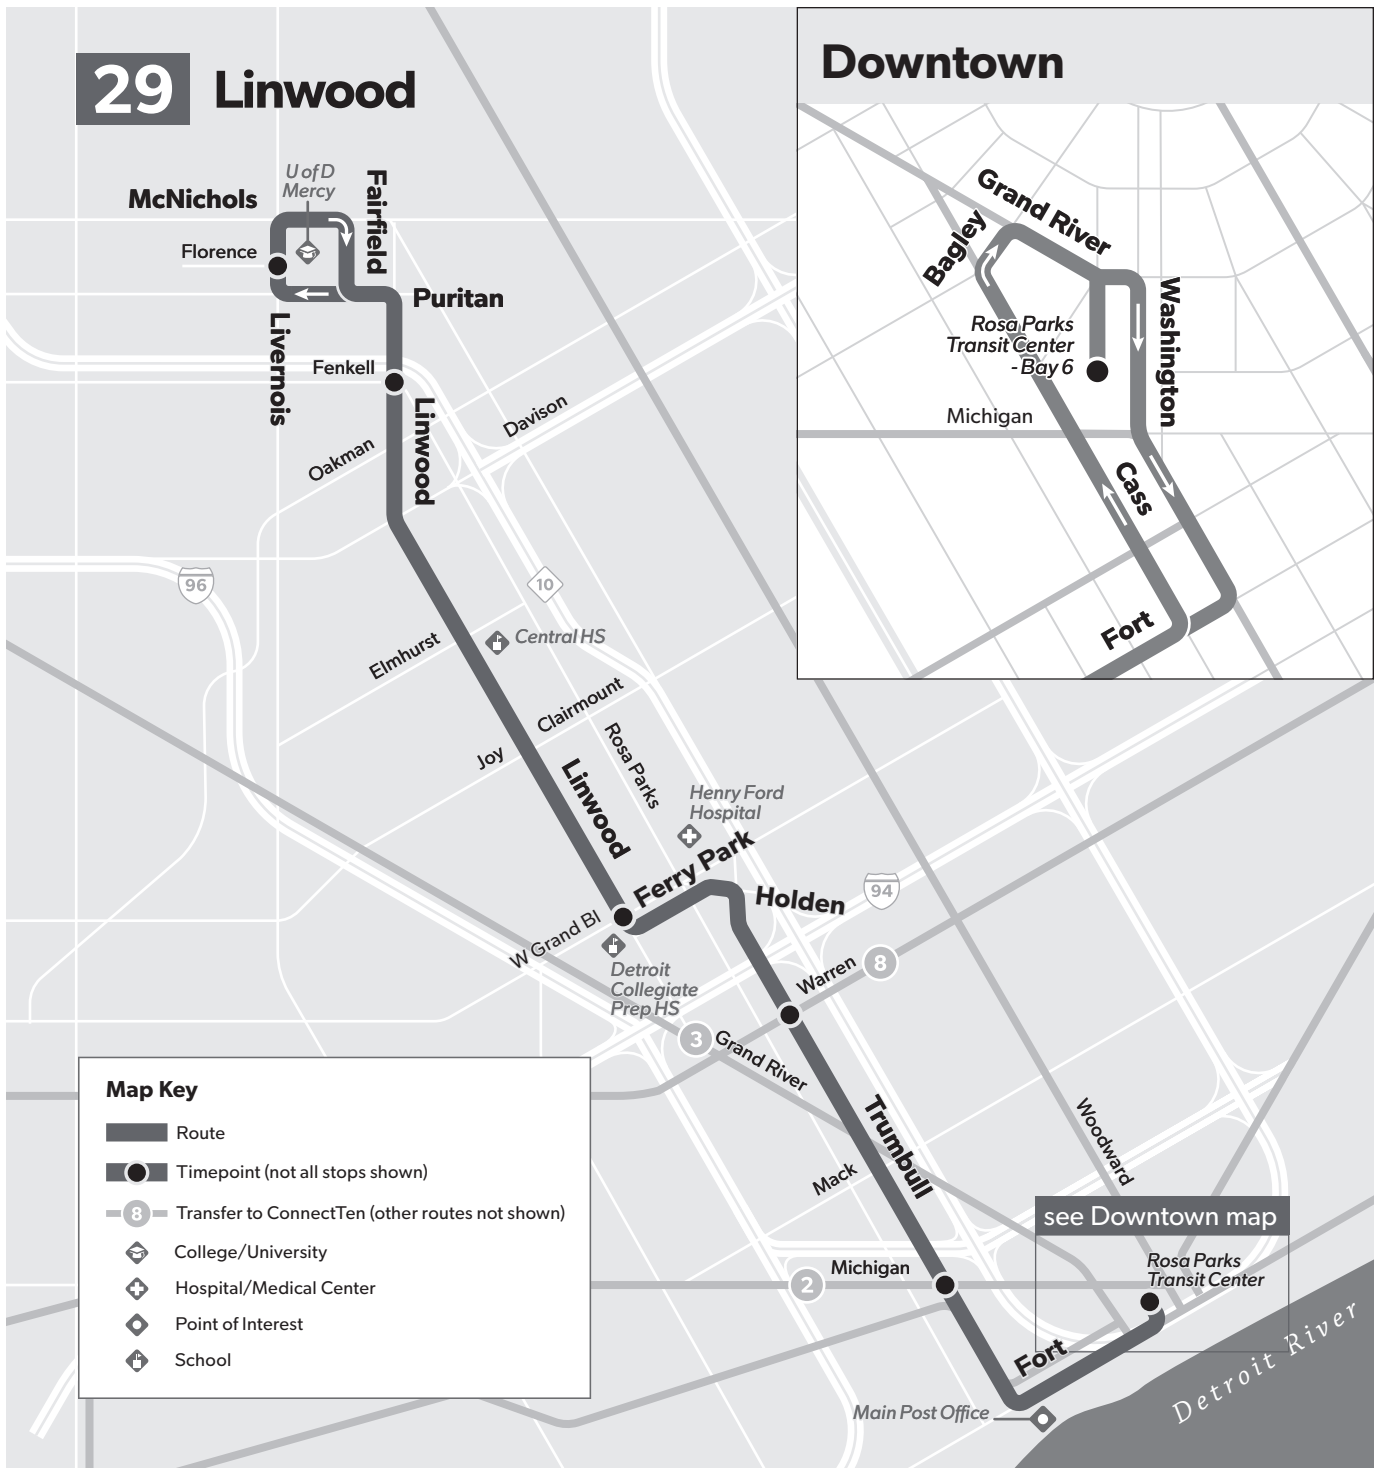 29 Linwood
Downtown
U of D
Mercy
McNichols
Fairfield
Florence
Puritan
Livernois
Fenkell
Linwood
Davison
Oakman
96
10
Central HS
Elmhurst
Clairmount
Joy
Rosa Parks
Linwood
Henry Ford
Hospital
Ferry Park
Holden
94
W Grand Bl
Detroit
Collegiate
Prep HS
Warren
8
3
Grand River
Trumbull
Mack
Woodward
see Downtown map
Rosa Parks
Transit Center
Michigan
2
Fort
Main Post Office
Detroit River
Grand River
Bagley
Washington
Rosa Parks
Transit Center
- Bay 6
Michigan
Cass
Fort
Map Key
Route
Timepoint (not all stops shown)
8 Transfer to ConnectTen (other routes not shown)
College/University
Hospital/Medical Center
Point of Interest
School